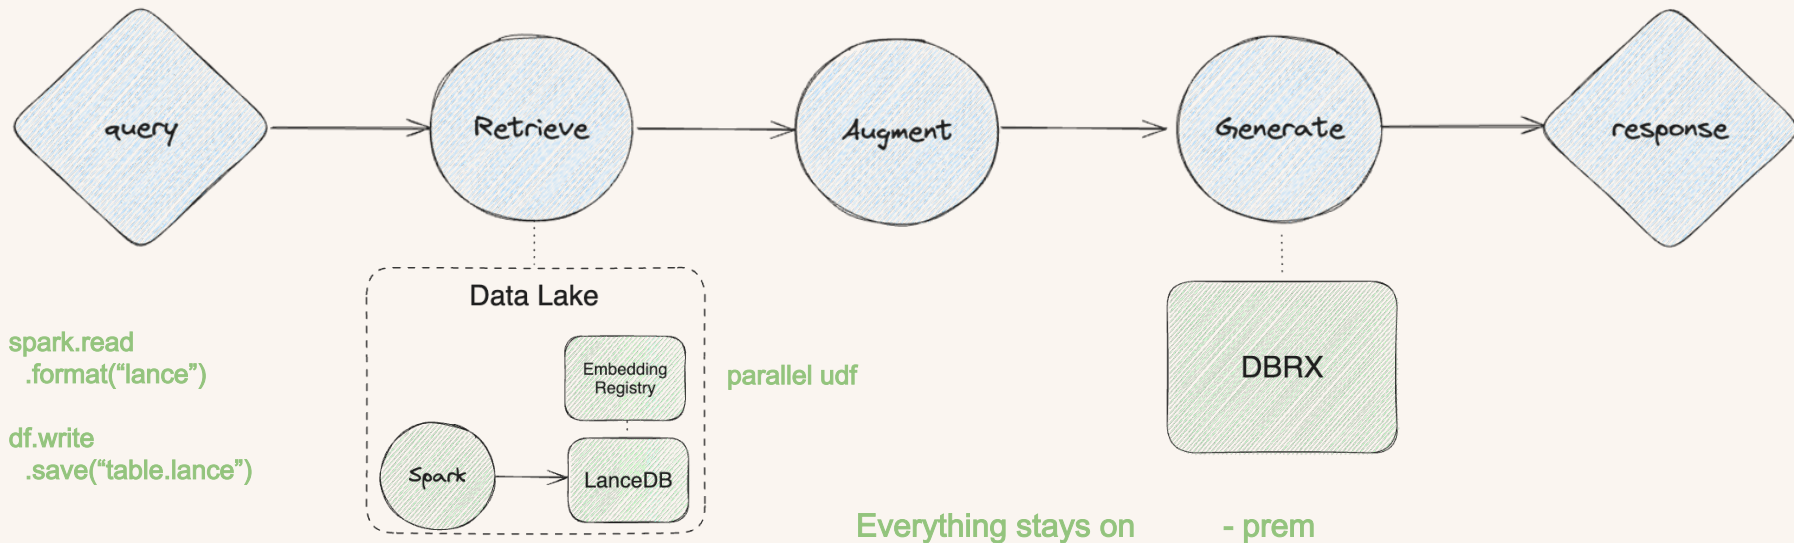 query
Retrieve
Augment
Generate
response
Data Lake
spark.read
.format(“lance”)
Embedding
Registry
parallel udf
DBRX
df.write
.save(“table.lance”)
Spark
LanceDB
Everything stays on - prem